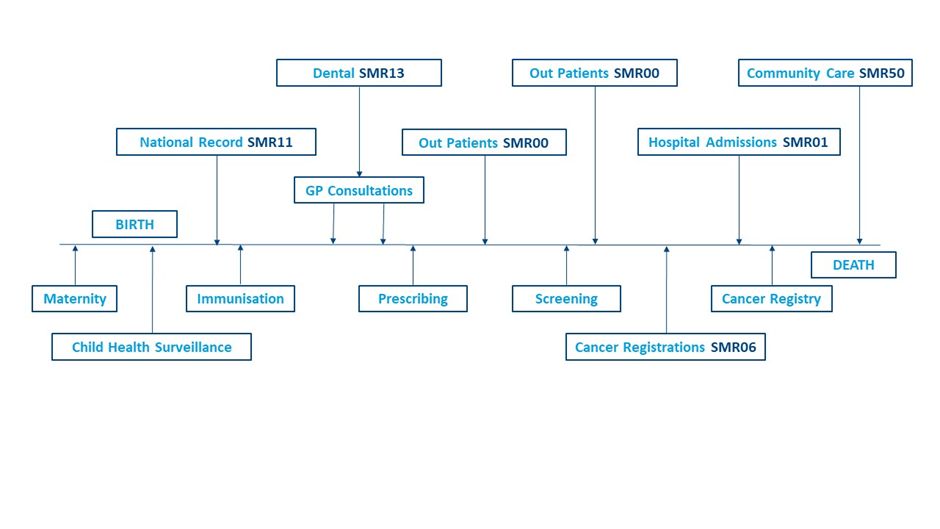 Dental SMR13
Out Patients SMR00
Community Care SMR50
National Record SMR11
Out Patients SMR00
Hospital Admissions SMR01
GP Consultations
BIRTH
DEATH
Maternity
Immunisation
Prescribing
Screening
Cancer Registry
Child Health Surveillance
Cancer Registrations SMR06